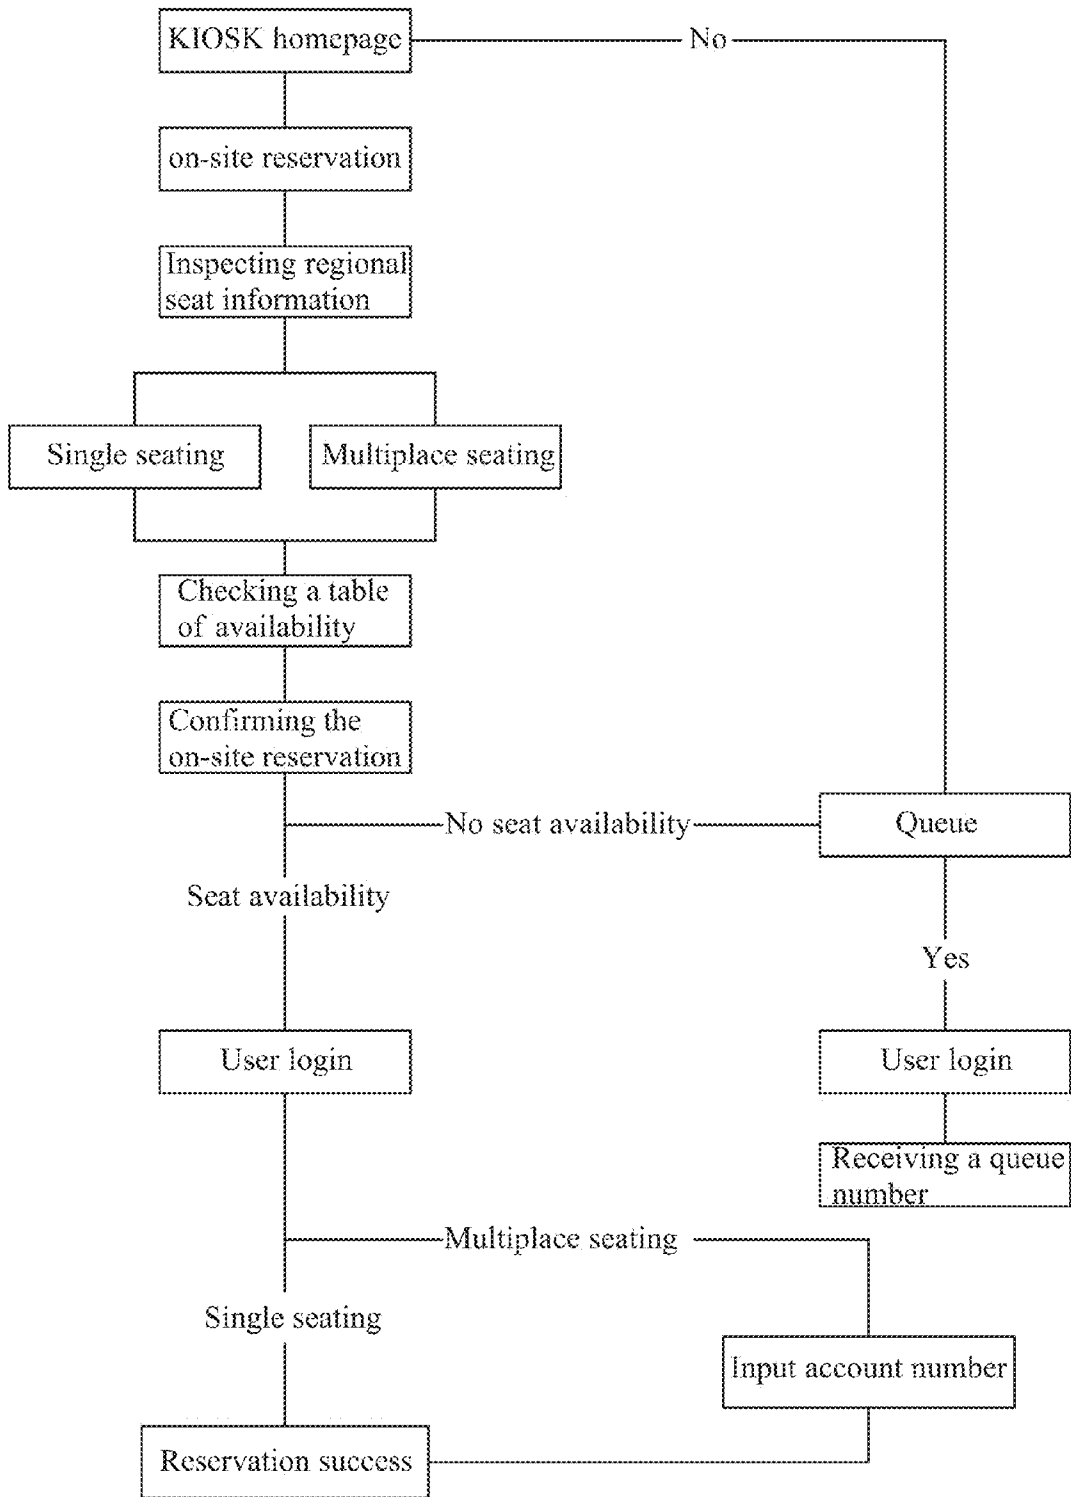 KIOSK homepage
No
on-site reservation
Inspecting regional
seat information
Single seating
Multiplace seating
Checking a table
of availability
Confirming the
on-site reservation
No seat availability
Queue
Seat availability
Yes
User login
User login
Receiving a queue
number
Multiplace seating
Single seating
Input account number
Reservation success